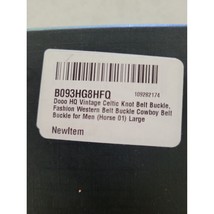 B093HG8HFQ
109202174
Dooo HQ Vintage Celtic Knot Belt Buckle,
Fashion Western Belt Buckle Cowboy Belt
Buckle for Men (Horse 01) Large
NewItem